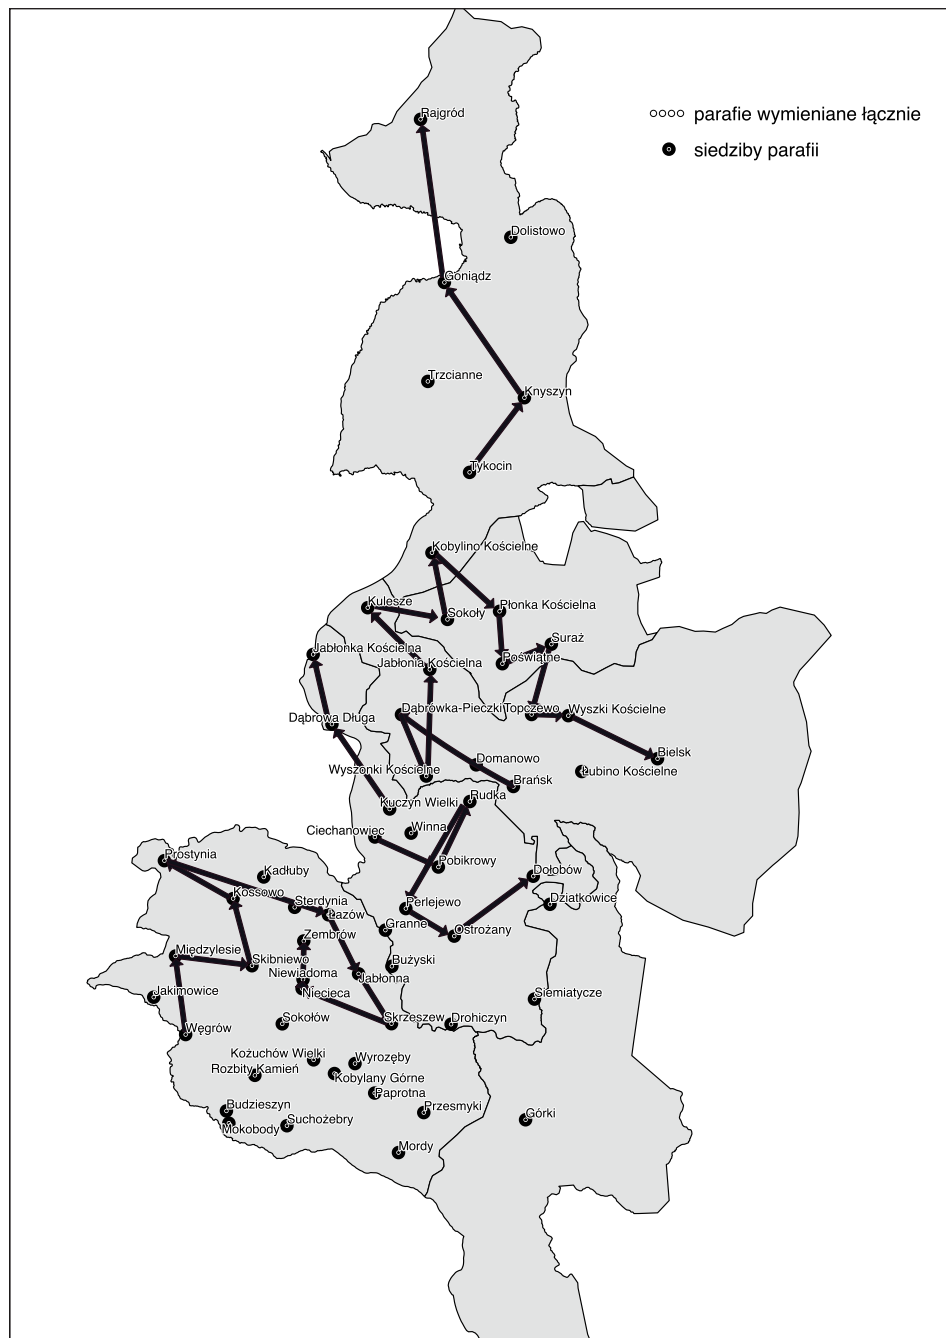 Rajgród
parafie wymieniane łącznie
siedziby parafii
Dolistowo
Goniądz
Trzcianne
Knyszyn
Tykocin
Kobylino Kościelne
Kulesze
Płonka Kościelna
Sokoły
Suraż
Jabłonka Kościelna
Jabłonia Kościelna
Poświątne
Dąbrówka-Pieczki
Topczewo
Wyszki Kościelne
Dąbrowa Długa
Bielsk
Domanowo
Wyszonki Kościelne
Łubino Kościelne
Brańsk
Rudka
Kuczyn Wielki
Winna
Ciechanowiec
Prostynia
Pobikrowy
Kadłuby
Dołobów
Kossowo
Sterdynia
Perlejewo
Dziatkowice
Łazów
Granne
Ostrożany
Zembrów
Międzylesie
Skibniewo
Bużyski
Niewiadoma
Jabłonna
Jakimowice
Niecieca
Siemiatycze
Węgrów
Sokołów
Skrzeszew
Drohiczyn
Kożuchów Wielki
Wyrozęby
Rozbity Kamień
Kobylany Górne
Paprotna
Budzieszyn
Przesmyki
Suchożebry
Górki
Mokobody
Mordy